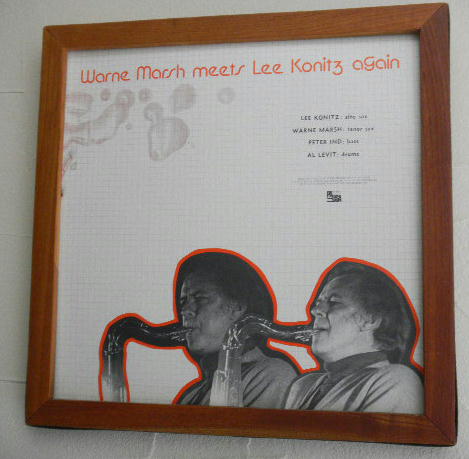 Warne Marsh meets Lee Konitz again
LEE KONITZ: alto sax
WARNE MARSH: tenor sax
PETER IND: bass
AL LEVIT: drums